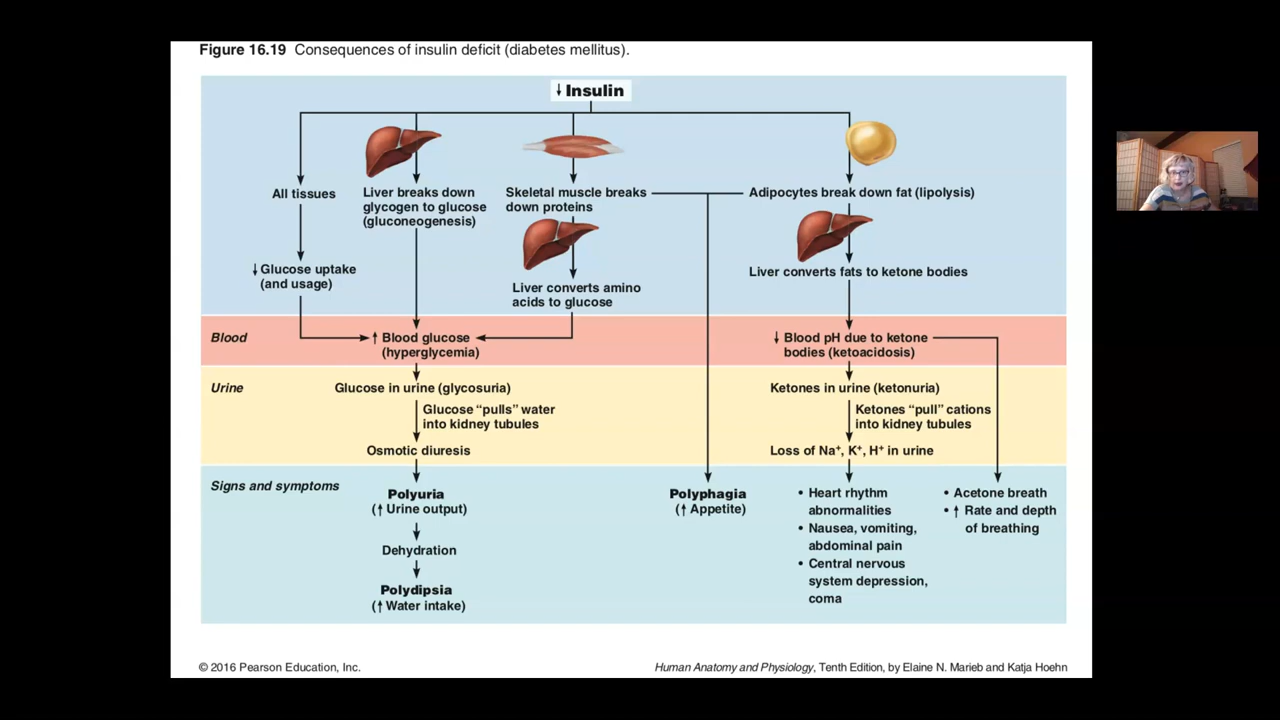 Figure 16.19 Consequences of insulin deficit (diabetes mellitus).
↓ Insulin
All tissues
Liver breaks down
glycogen to glucose
(gluconeogenesis)
Skeletal muscle breaks
down proteins
Adipocytes break down fat (lipolysis)
↓ Glucose uptake
(and usage)
Liver converts amino
acids to glucose
Liver converts fats to ketone bodies
Blood
↑ Blood glucose
(hyperglycemia)
↓ Blood pH due to ketone
bodies (ketoacidosis)
Urine
Glucose in urine (glycosuria)
Glucose “pulls” water
into kidney tubules
Osmotic diuresis
Ketones in urine (ketonuria)
Ketones “pull” cations
into kidney tubules
Loss of Na⁺, K⁺, H⁺ in urine
Signs and symptoms
Polyuria
(↑ Urine output)
Dehydration
Polydipsia
(↑ Water intake)
Polyphagia
(↑ Appetite)
• Heart rhythm
abnormalities
• Nausea, vomiting,
abdominal pain
• Central nervous
system depression,
coma
• Acetone breath
• ↑ Rate and depth
of breathing
© 2016 Pearson Education, Inc.
Human Anatomy and Physiology, Tenth Edition, by Elaine N. Marieb and Katja Hoehn